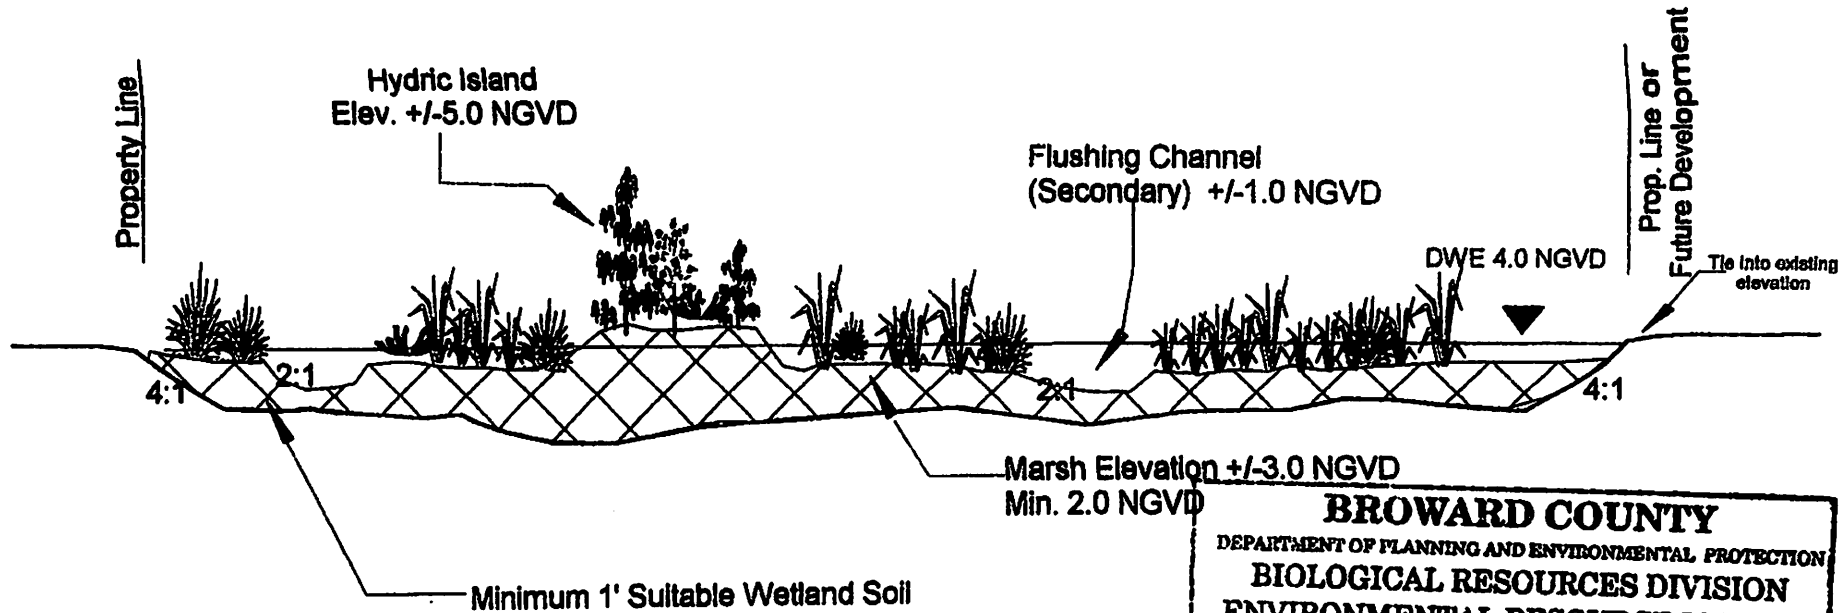 Property Line
Hydric Island
Elev. +/-5.0 NGVD
Flushing Channel
(Secondary) +/-1.0 NGVD
Prop. Line or
Future Development
DWE 4.0 NGVD
Tie into existing
elevation
4:1
2:1
2:1
4:1
Marsh Elevation +/-3.0 NGVD
Min. 2.0 NGVD
Minimum 1' Suitable Wetland Soil
BROWARD COUNTY
DEPARTMENT OF PLANNING AND ENVIRONMENTAL PROTECTION
BIOLOGICAL RESOURCES DIVISION